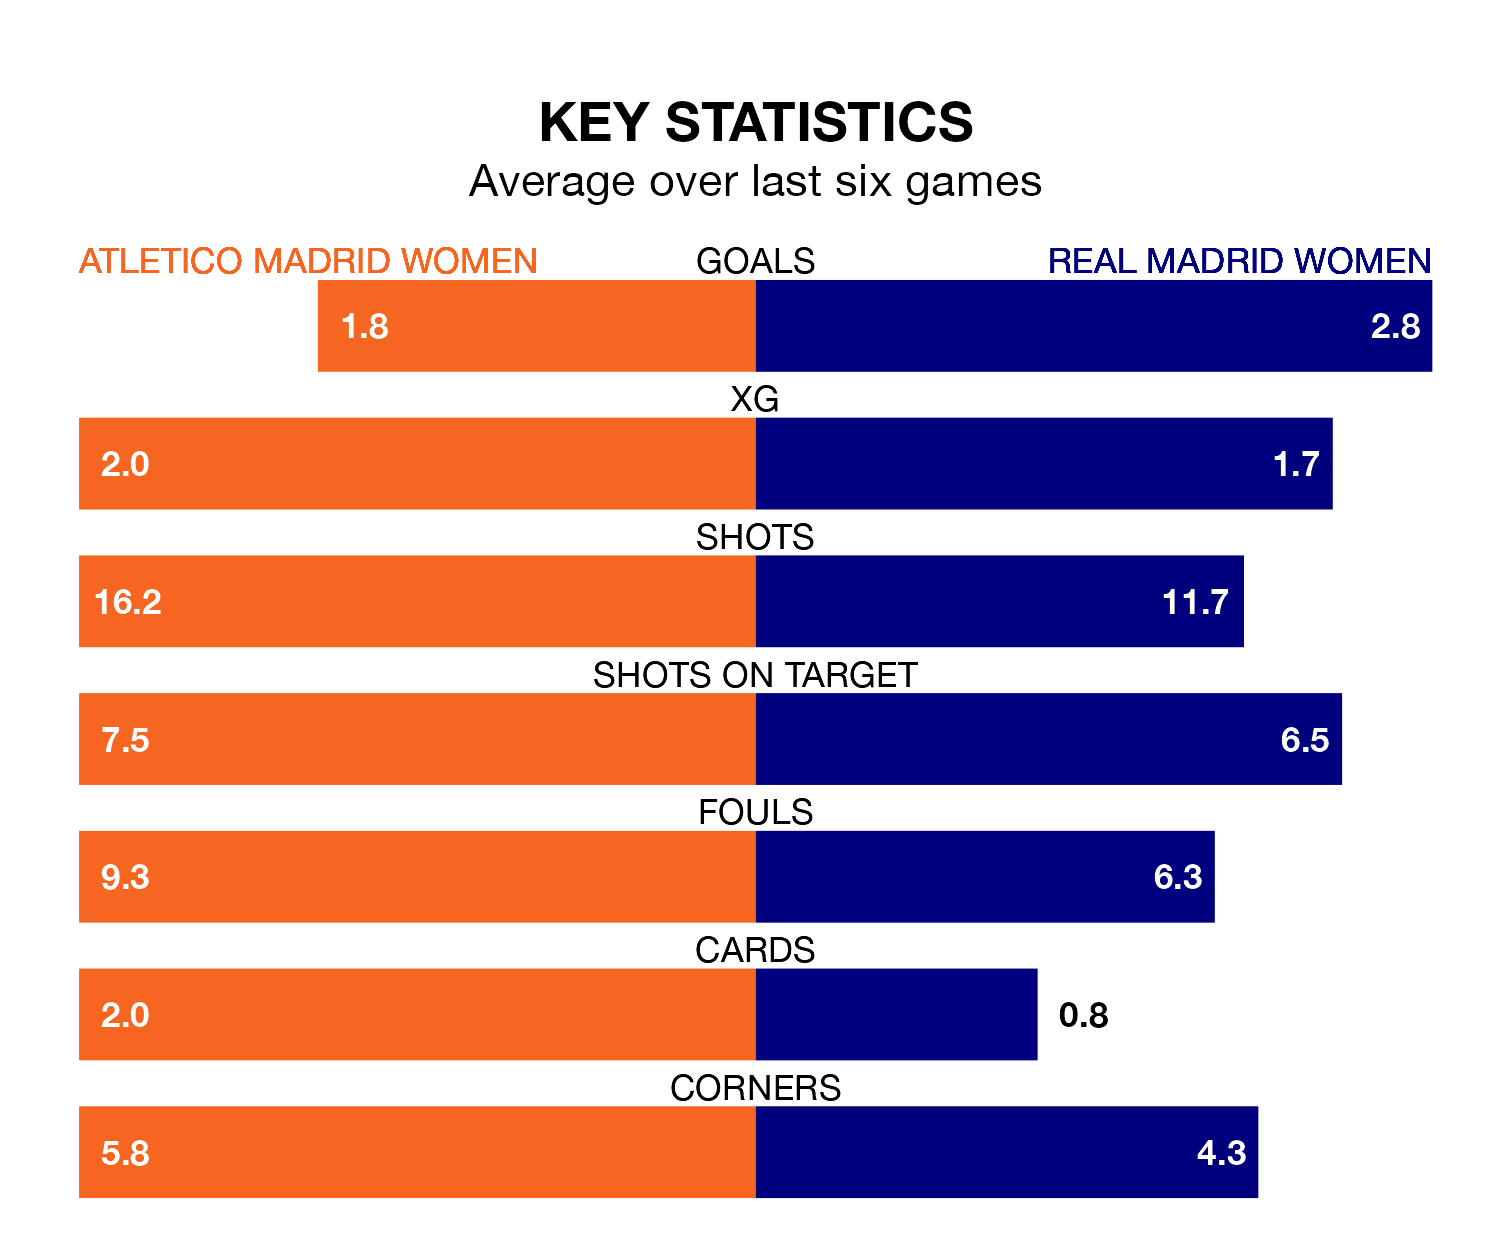 KEY STATISTICS
Average over last six games
ATLETICO MADRID WOMEN GOALS REAL MADRID WOMEN
1.8 2.8
XG
2.0 1.7
SHOTS
16.2 11.7
SHOTS ON TARGET
7.5 6.5
FOULS
9.3 6.3
CARDS
2.0 0.8
CORNERS
5.8 4.3